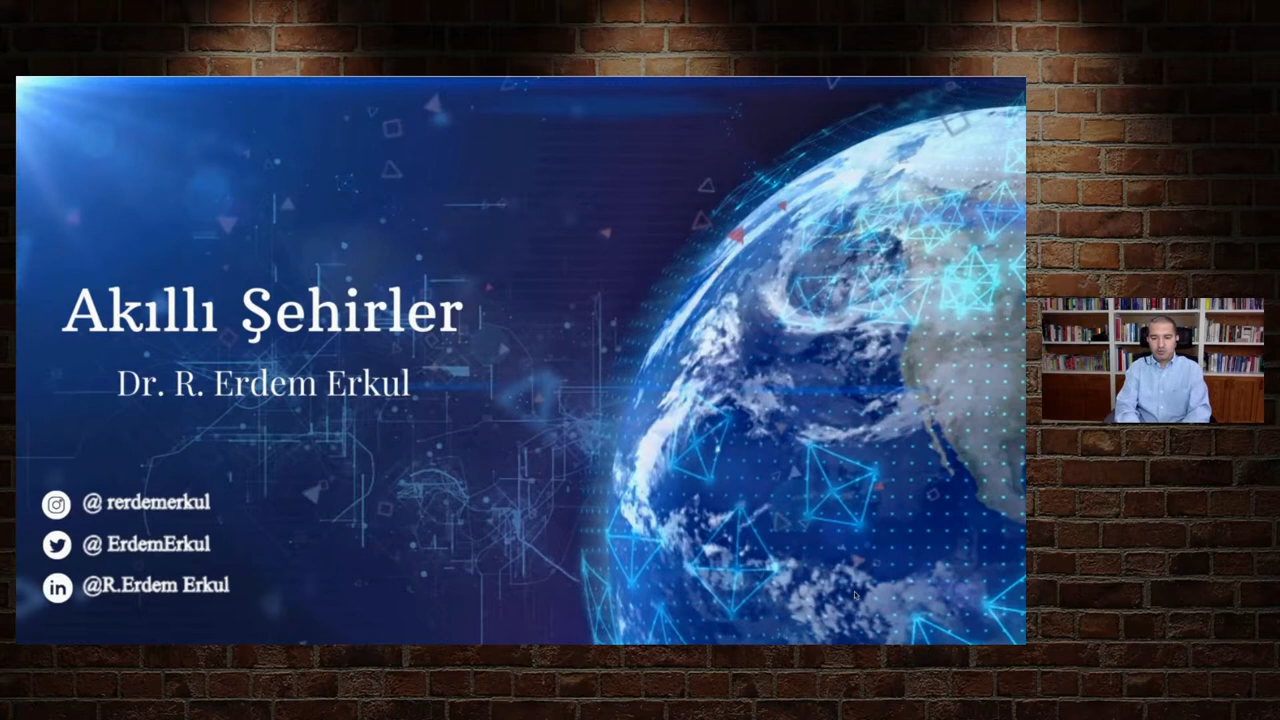 Akıllı Şehirler
Dr. R. Erdem Erkul
@ rerdemerkul
@ ErdemErkul
@R.Erdem Erkul